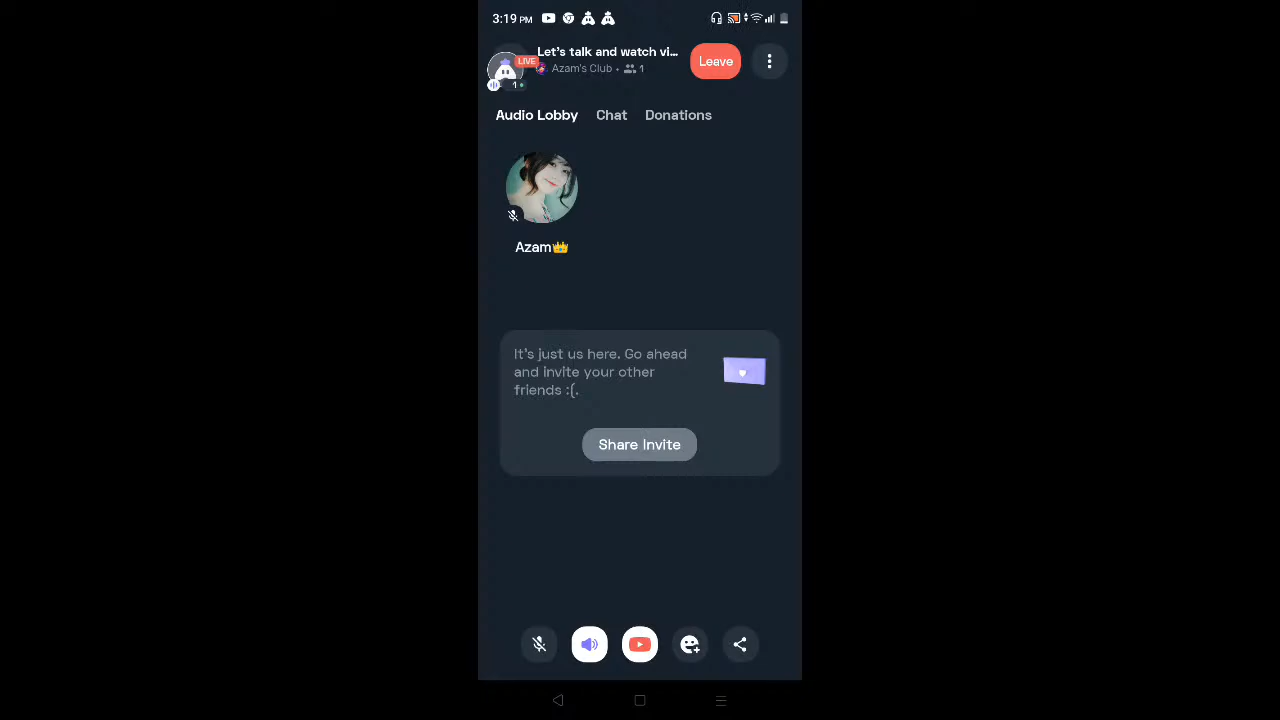 3:19 PM
LIVE
Let's talk and watch vi...
Azam's Club • 1
1
Leave
Audio Lobby Chat Donations
Azam👑
It's just us here. Go ahead
and invite your other
friends :(.
Share Invite